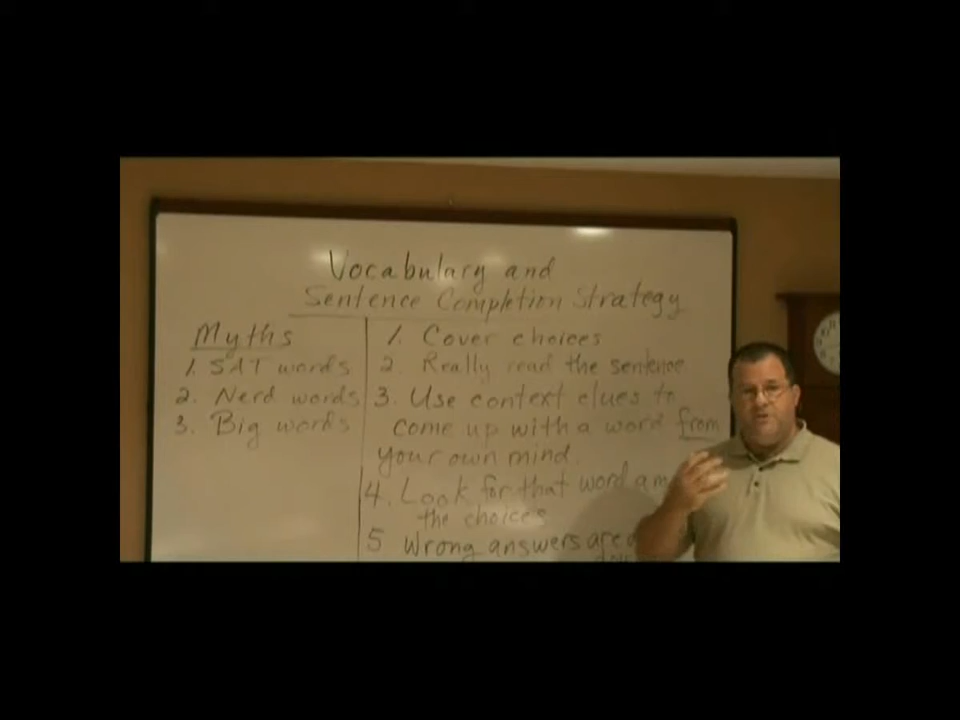 Vocabulary and
Sentence Completion Strategy
Myths
1. SAT words
2. Nerd words
3. Big words
1. Cover choices
2. Really read the sentence
3. Use context clues to
come up with a word from
your own mind.
4. Look for that word
the choices
5 Wrong answers are